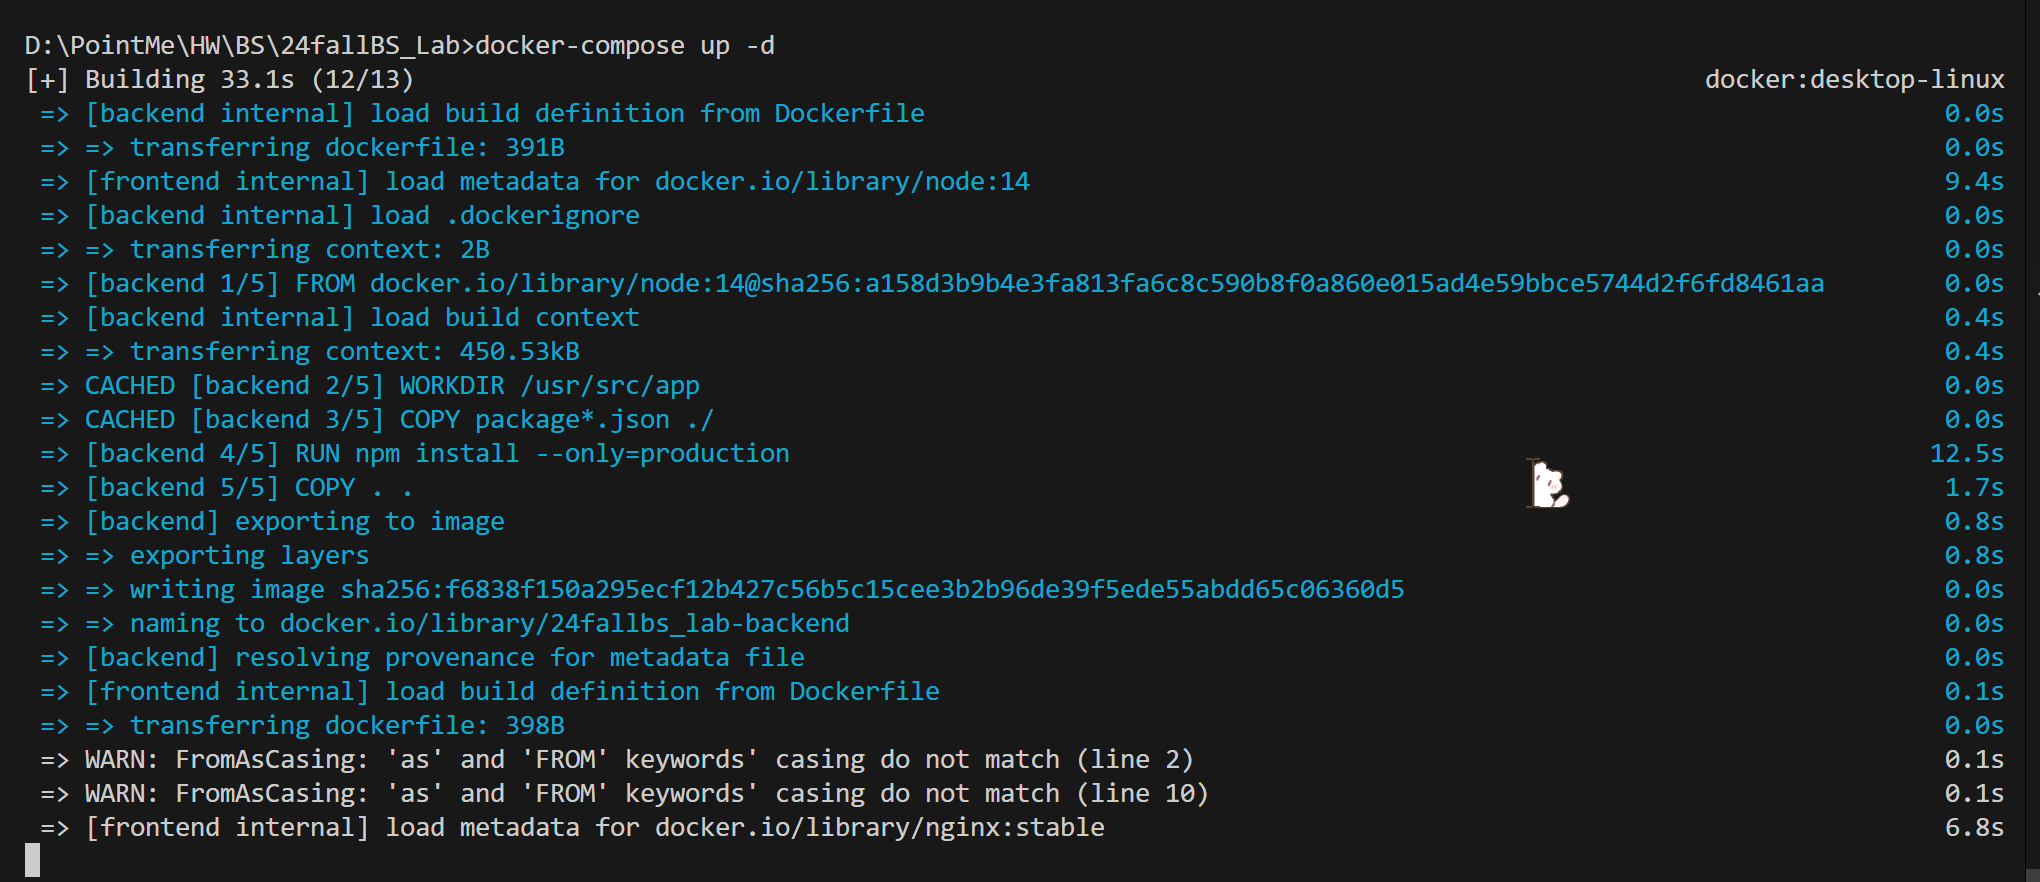 D:\PointMe\HW\BS\24fallBS_Lab>docker-compose up -d
[+] Building 33.1s (12/13) docker:desktop-linux
=> [backend internal] load build definition from Dockerfile 0.0s
=> => transferring dockerfile: 391B 0.0s
=> [frontend internal] load metadata for docker.io/library/node:14 9.4s
=> [backend internal] load .dockerignore 0.0s
=> => transferring context: 2B 0.0s
=> [backend 1/5] FROM docker.io/library/node:14@sha256:a158d3b9b4e3fa813fa6c8c590b8f0a860e015ad4e59bbce5744d2f6fd8461aa 0.0s
=> [backend internal] load build context 0.4s
=> => transferring context: 450.53kB 0.4s
=> CACHED [backend 2/5] WORKDIR /usr/src/app 0.0s
=> CACHED [backend 3/5] COPY package*.json ./ 0.0s
=> [backend 4/5] RUN npm install --only=production 12.5s
=> [backend 5/5] COPY . . 1.7s
=> [backend] exporting to image 0.8s
=> => exporting layers 0.8s
=> => writing image sha256:f6838f150a295ecf12b427c56b5c15cee3b2b96de39f5ede55abdd65c06360d5 0.0s
=> => naming to docker.io/library/24fallbs_lab-backend 0.0s
=> [backend] resolving provenance for metadata file 0.0s
=> [frontend internal] load build definition from Dockerfile 0.1s
=> => transferring dockerfile: 398B 0.0s
=> WARN: FromAsCasing: 'as' and 'FROM' keywords' casing do not match (line 2) 0.1s
=> WARN: FromAsCasing: 'as' and 'FROM' keywords' casing do not match (line 10) 0.1s
=> [frontend internal] load metadata for docker.io/library/nginx:stable 6.8s